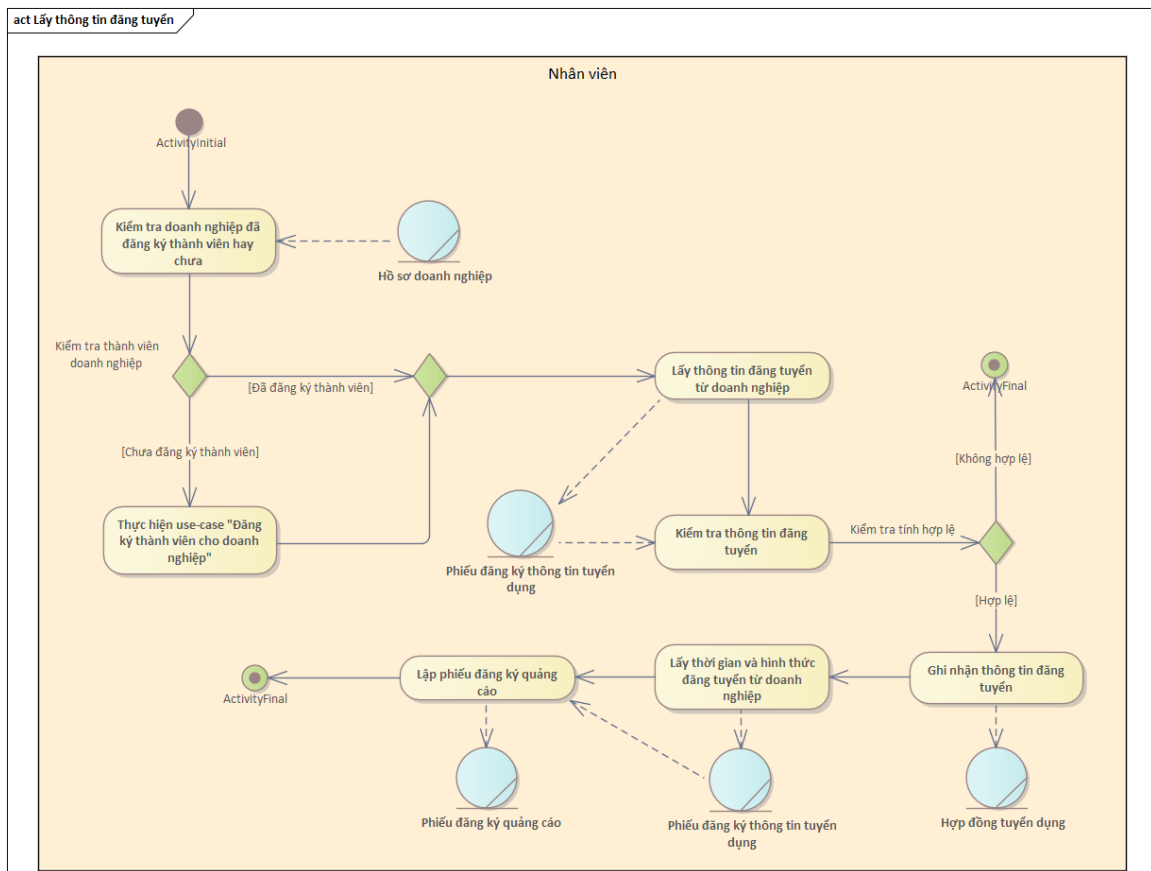 act Lấy thông tin đăng tuyển
Nhân viên
ActivityInitial
Kiểm tra doanh nghiệp đã
đăng ký thành viên hay
chưa
Hồ sơ doanh nghiệp
Kiểm tra thành viên
doanh nghiệp
[Đã đăng ký thành viên]
Lấy thông tin đăng tuyển
từ doanh nghiệp
ActivityFinal
[Chưa đăng ký thành viên]
[Không hợp lệ]
Thực hiện use-case "Đăng
ký thành viên cho doanh
nghiệp"
Phiếu đăng ký thông tin tuyển
dụng
Kiểm tra thông tin đăng
tuyển
Kiểm tra tính hợp lệ
[Hợp lệ]
ActivityFinal
Lập phiếu đăng ký quảng
cáo
Lấy thời gian và hình thức
đăng tuyển từ doanh
nghiệp
Ghi nhận thông tin đăng
tuyển
Phiếu đăng ký quảng cáo
Phiếu đăng ký thông tin tuyển
dụng
Hợp đồng tuyển dụng